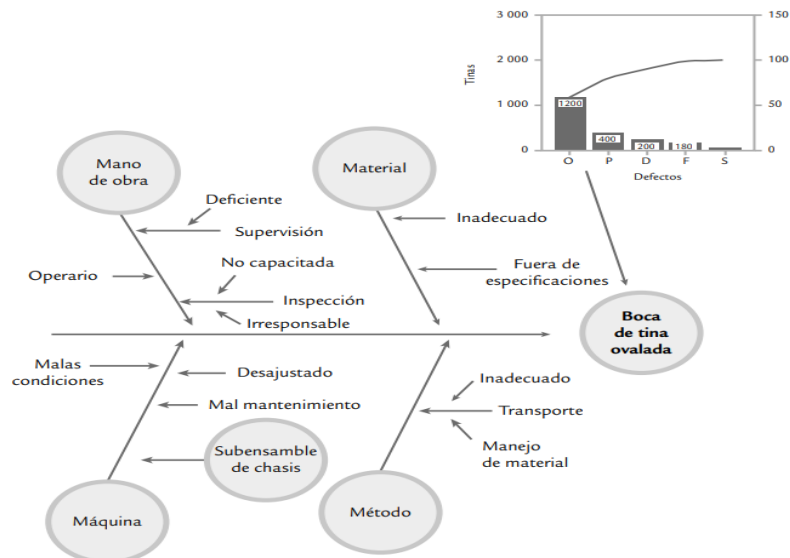 3 000
2 000
1 000
0
Tinas
150
100
50
0
1200
400
200
180
O
P
D
F
S
Defectos
Mano
de obra
Material
Deficiente
Supervisión
Operario
No capacitada
Inspección
Irresponsable
Inadecuado
Fuera de
especificaciones
Boca
de tina
ovalada
Malas
condiciones
Desajustado
Mal mantenimiento
Subensamble
de chasis
Máquina
Inadecuado
Transporte
Manejo
de material
Método